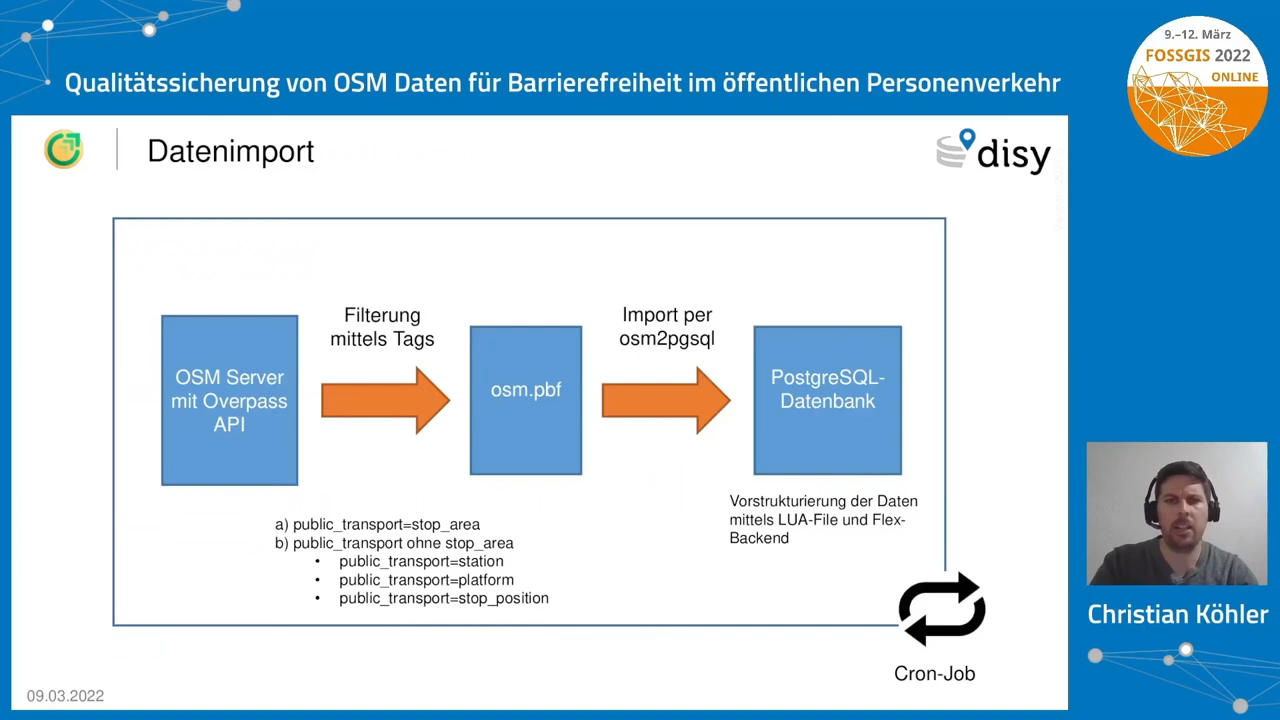 9.–12. März
FOSSGIS 2022
ONLINE
Qualitätssicherung von OSM Daten für Barrierefreiheit im öffentlichen Personenverkehr
Datenimport
disy
Filterung
mittels Tags
Import per
osm2pgsql
OSM Server
mit Overpass
API
osm.pbf
PostgreSQL-
Datenbank
Vorstrukturierung der Daten
mittels LUA-File und Flex-
Backend
a) public_transport=stop_area
b) public_transport ohne stop_area
• public_transport=station
• public_transport=platform
• public_transport=stop_position
Cron-Job
09.03.2022
Christian Köhler